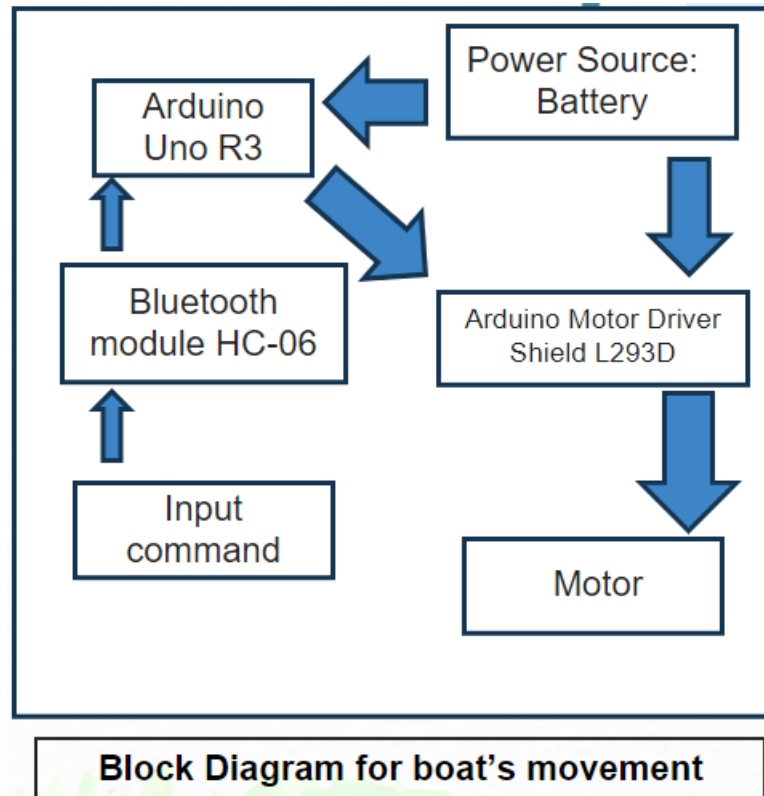 Power Source:
Battery
Arduino
Uno R3
Bluetooth
module HC-06
Arduino Motor Driver
Shield L293D
Input
command
Motor
Block Diagram for boat's movement